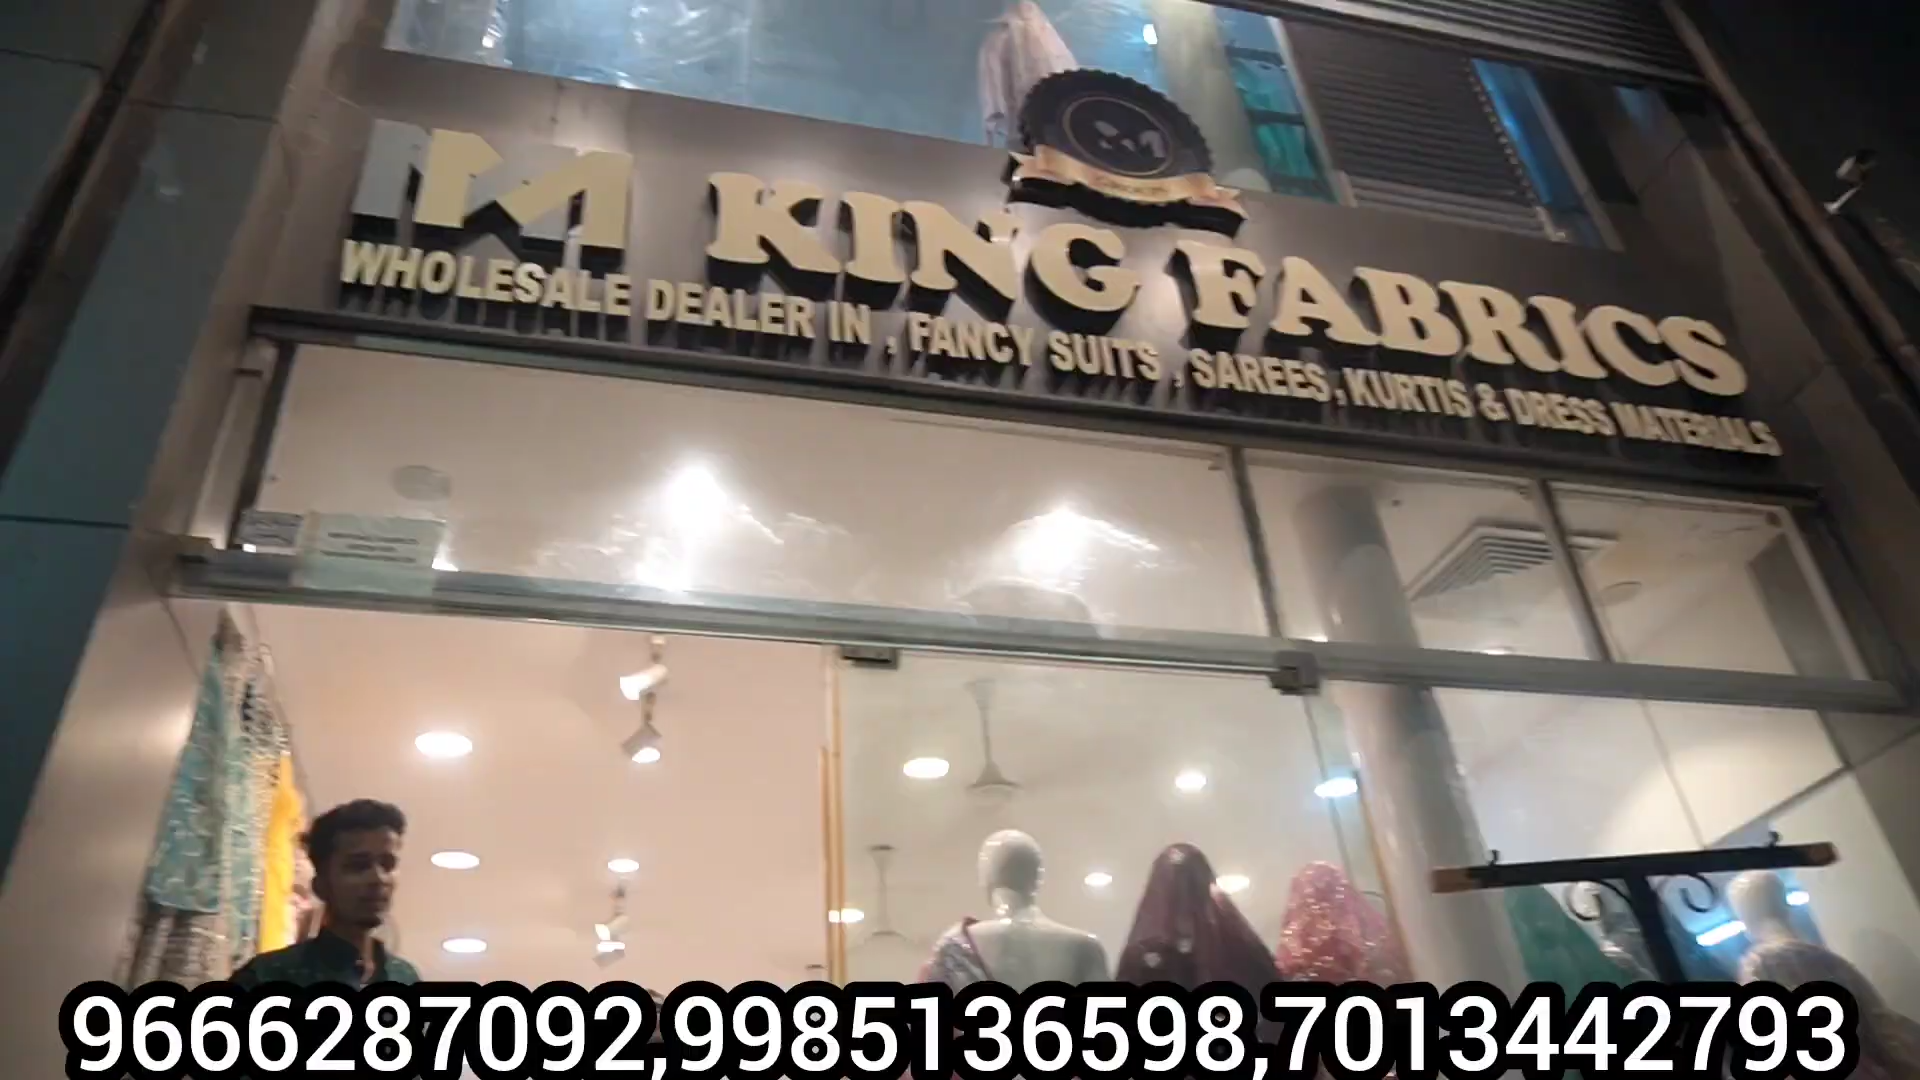 M KING FABRICS
WHOLESALE DEALER IN , FANCY SUITS , SAREES , KURTIS & DRESS MATERIALS
9666287092,9985136598,7013442793